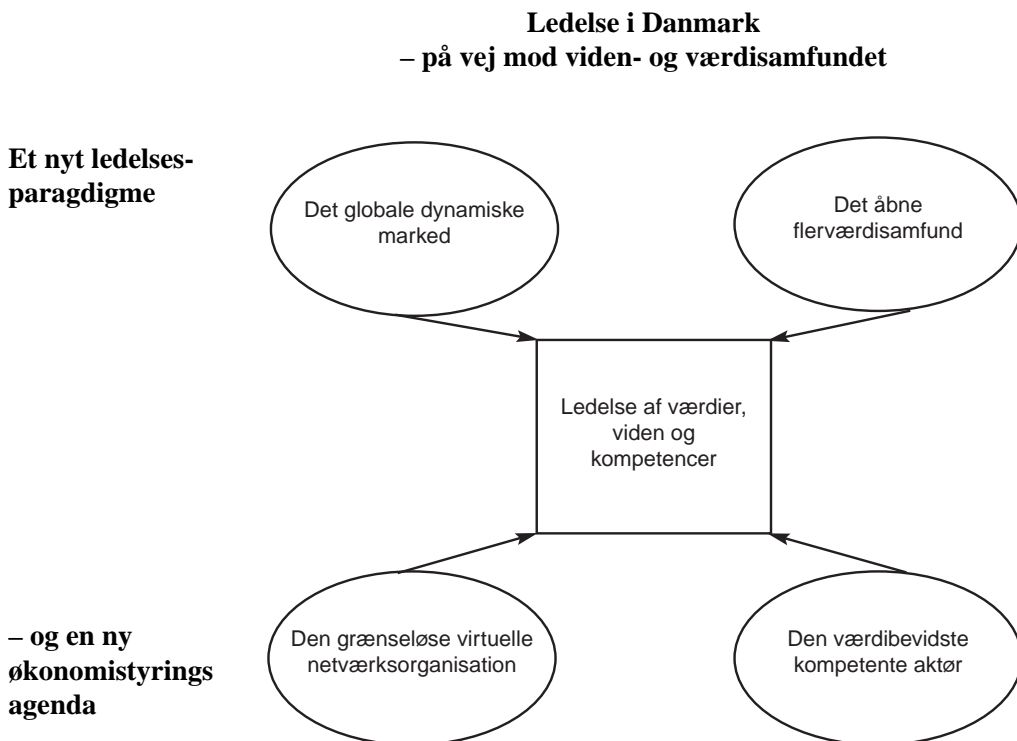 Ledelse i Danmark
– på vej mod viden- og værdisamfundet
Et nyt ledelses-
paragdigme
Det globale dynamiske
marked
Det åbne
flerværdisamfund
Ledelse af værdier,
viden og
kompetencer
– og en ny
økonomistyrings
agenda
Den grænseløse virtuelle
netværksorganisation
Den værdibevidste
kompetente aktør